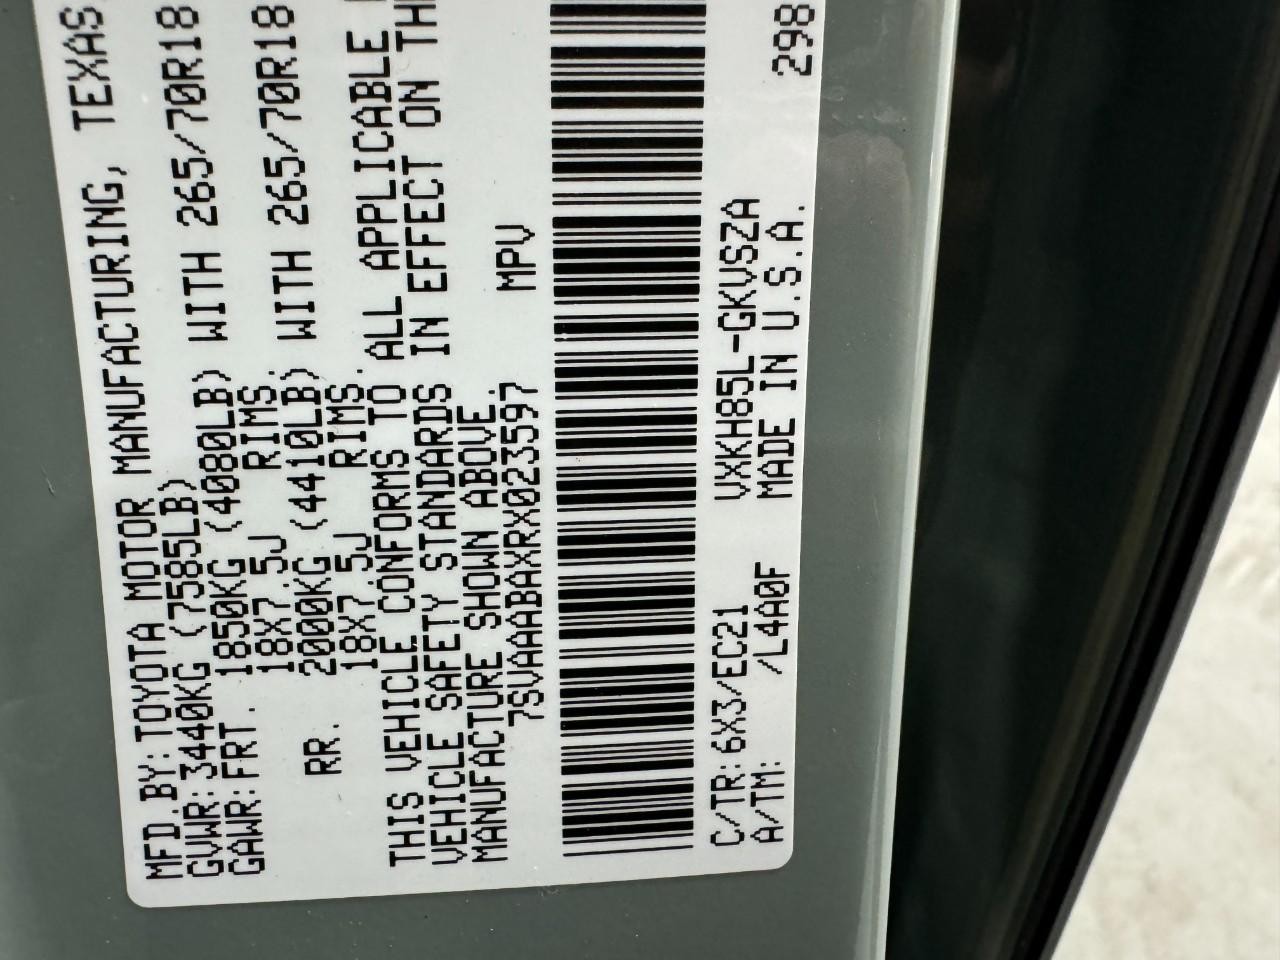 MFD.BY:TOYOTA MOTOR MANUFACTURING, TEXAS
GVWR:3440KG (7585LB)
GAWR:FRT. 1850KG (4080LB) WITH 265/70R18
18X7.5J RIMS.
RR. 2000KG (4410LB) WITH 265/70R18
18X7.5J RIMS.
THIS VEHICLE CONFORMS TO ALL APPLICABLE
VEHICLE SAFETY STANDARDS IN EFFECT ON
MANUFACTURE SHOWN ABOVE.
7SVAAABAXRX023597 MPV
C/TR:6X3/EC21 VXKH85L-GKVSZA
A/TM: /L4A0F MADE IN U.S.A. 298